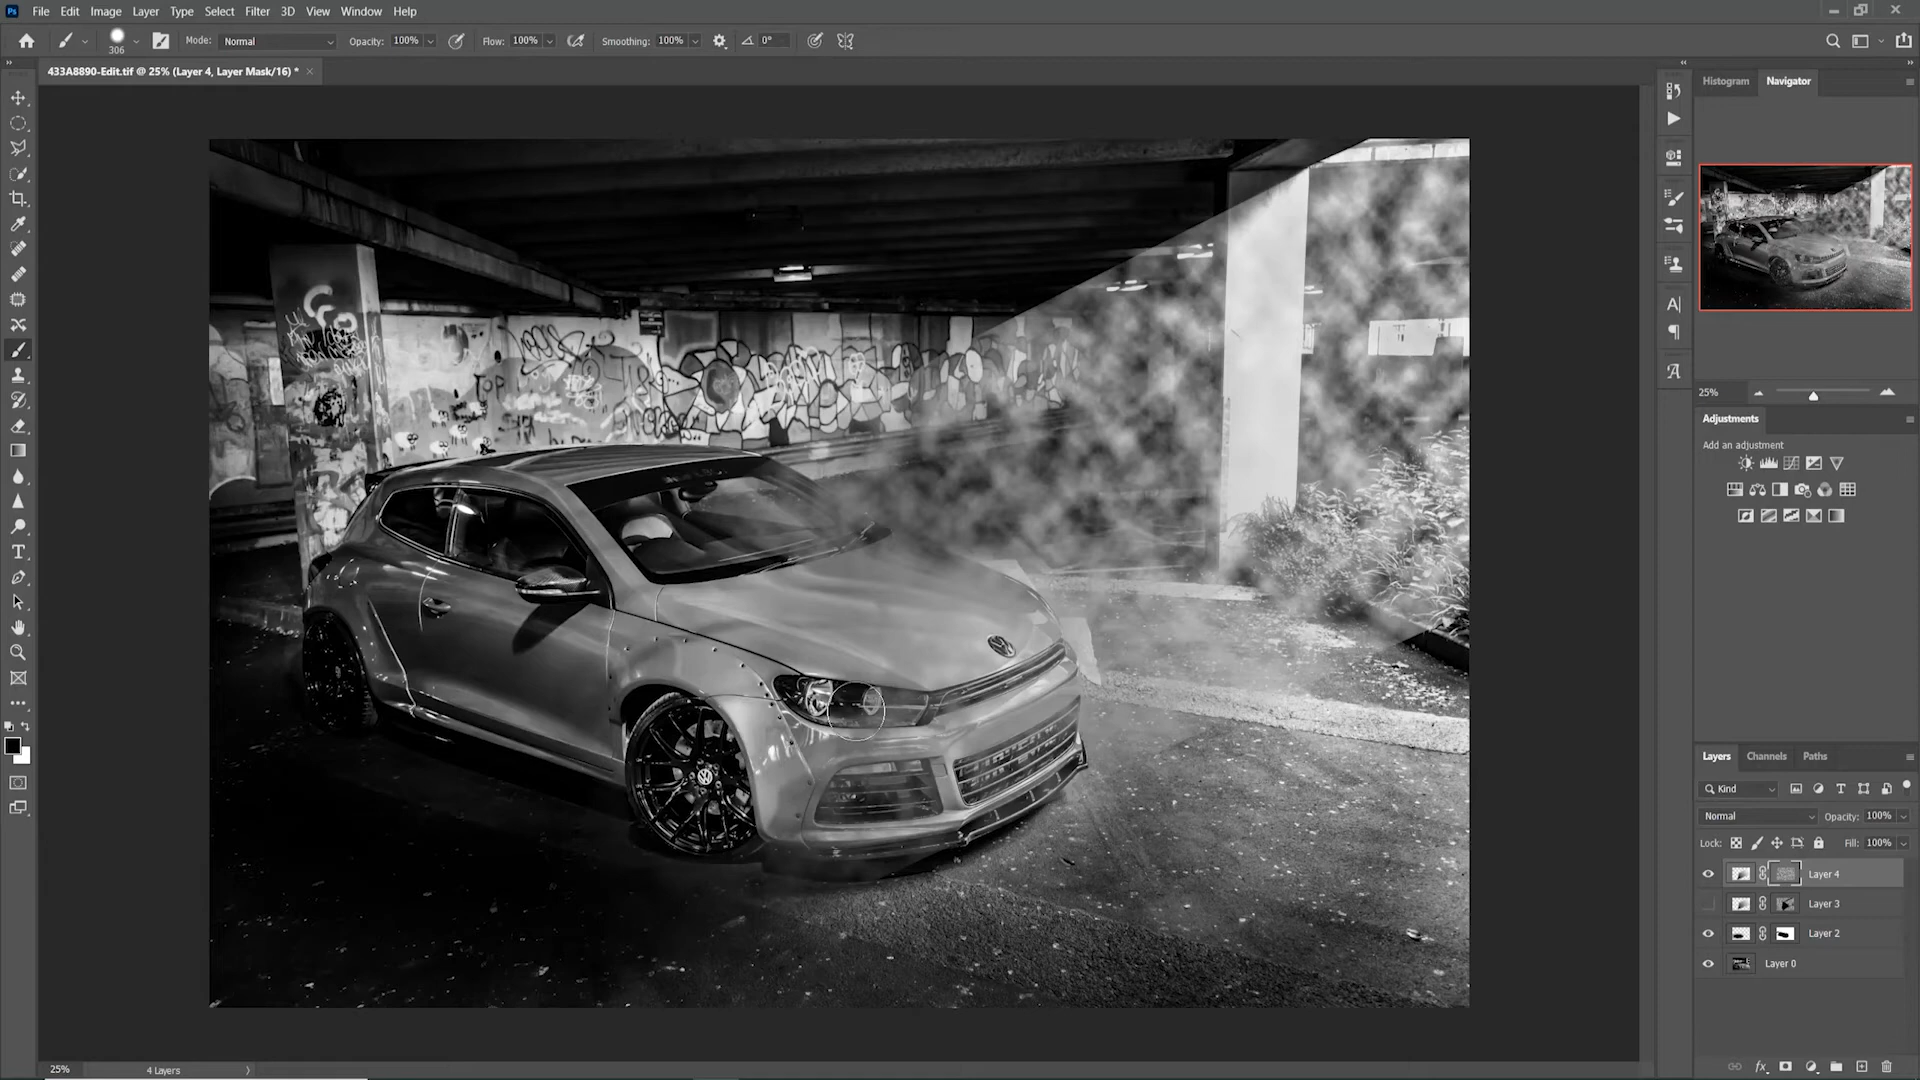 Ps File Edit Image Layer Type Select Filter 3D View Window Help
306 Mode: Normal Opacity: 100% Flow: 100% Smoothing: 100% 0°
433A8890-Edit.tif @ 25% (Layer 4, Layer Mask/16) *
Histogram Navigator
25%
Adjustments
Add an adjustment
Layers Channels Paths
Kind
Normal Opacity: 100%
Lock: Fill: 100%
Layer 4
Layer 3
Layer 2
Layer 0
TOP
25% 4 Layers